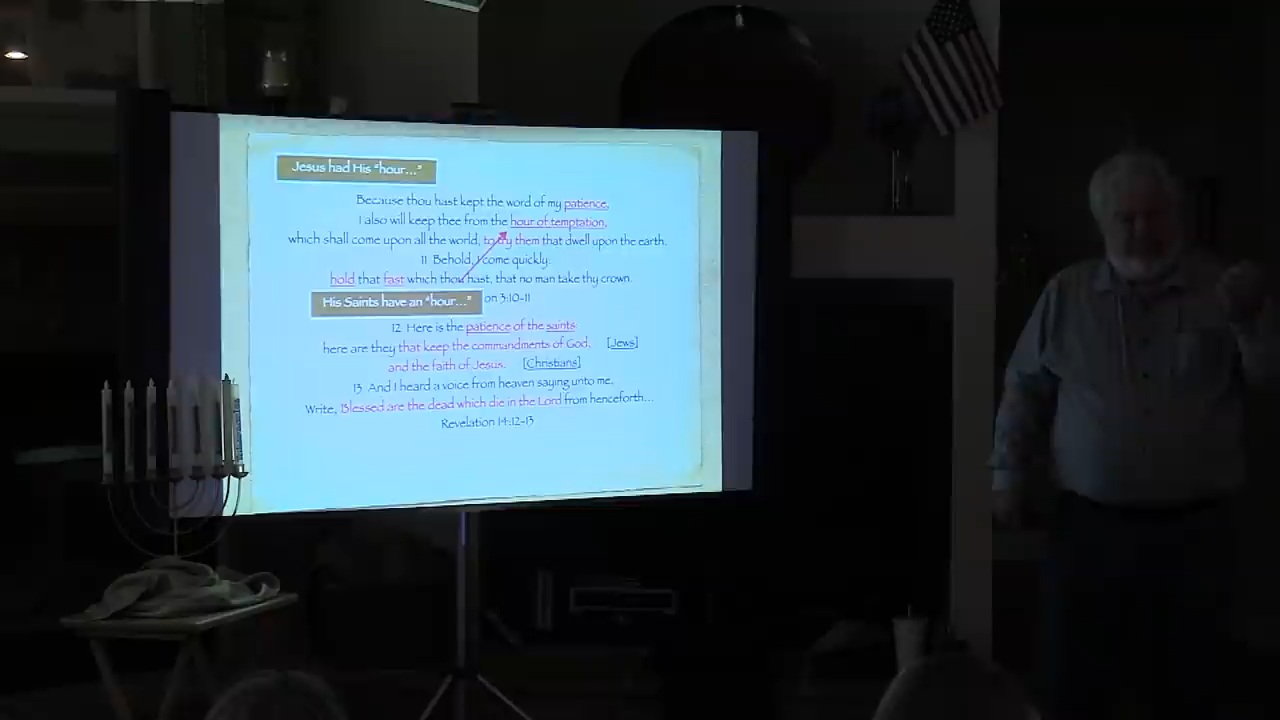 Jesus had His "hour..."
Because thou hast kept the word of my patience,
I also will keep thee from the hour of temptation,
which shall come upon all the world, to try them that dwell upon the earth.
11 Behold, I come quickly:
hold that fast which thou hast, that no man take thy crown.
His Saints have an "hour..." on 3:10-11
12 Here is the patience of the saints:
here are they that keep the commandments of God, [Jews]
and the faith of Jesus. [Christians]
13 And I heard a voice from heaven saying unto me,
Write, Blessed are the dead which die in the Lord from henceforth...
Revelation 14:12-13